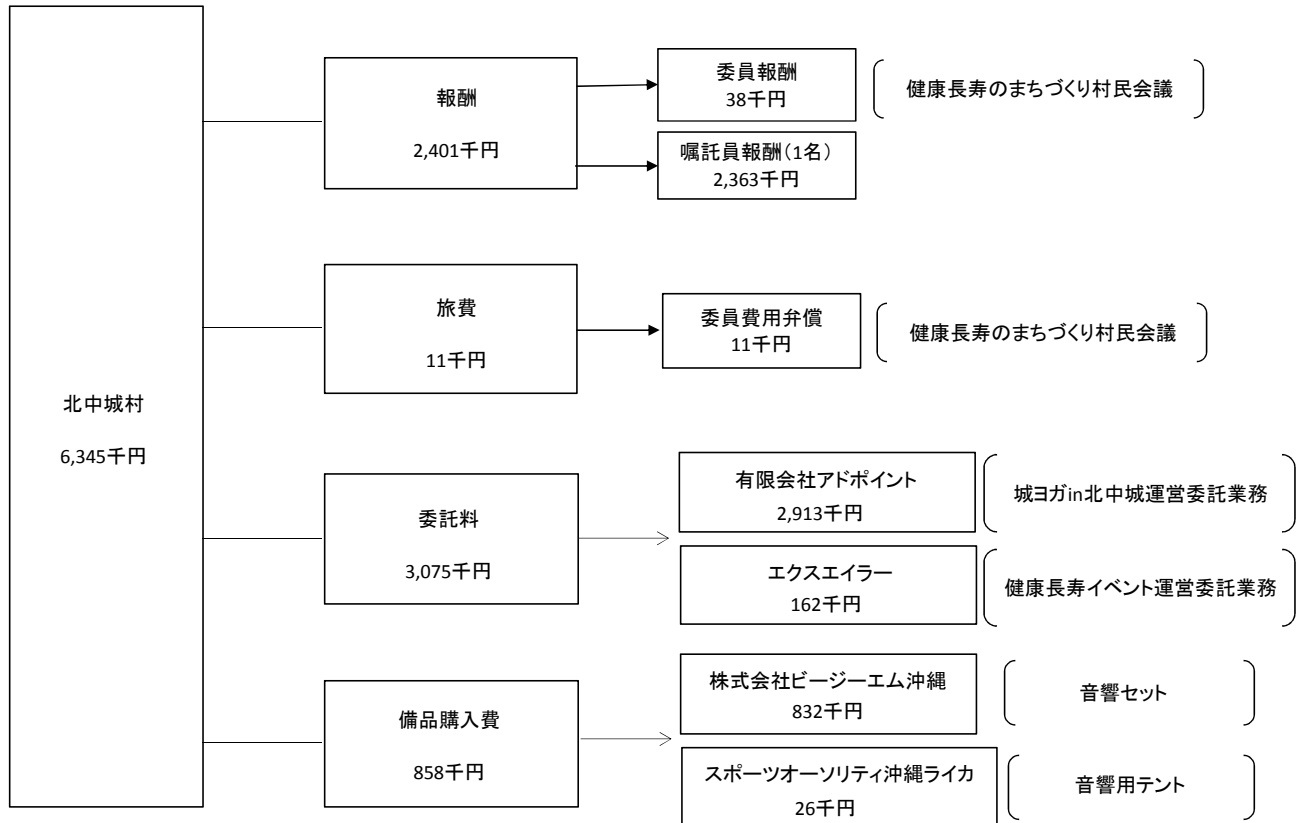 北中城村
6,345千円
報酬
2,401千円
委員報酬
38千円
健康長寿のまちづくり村民会議
嘱託員報酬(1名)
2,363千円
旅費
11千円
委員費用弁償
11千円
健康長寿のまちづくり村民会議
委託料
3,075千円
有限会社アドポイント
2,913千円
城ヨガin北中城運営委託業務
エクスエイラー
162千円
健康長寿イベント運営委託業務
備品購入費
858千円
株式会社ビージーエム沖縄
832千円
音響セット
スポーツオーソリティ沖縄ライカ
26千円
音響用テント